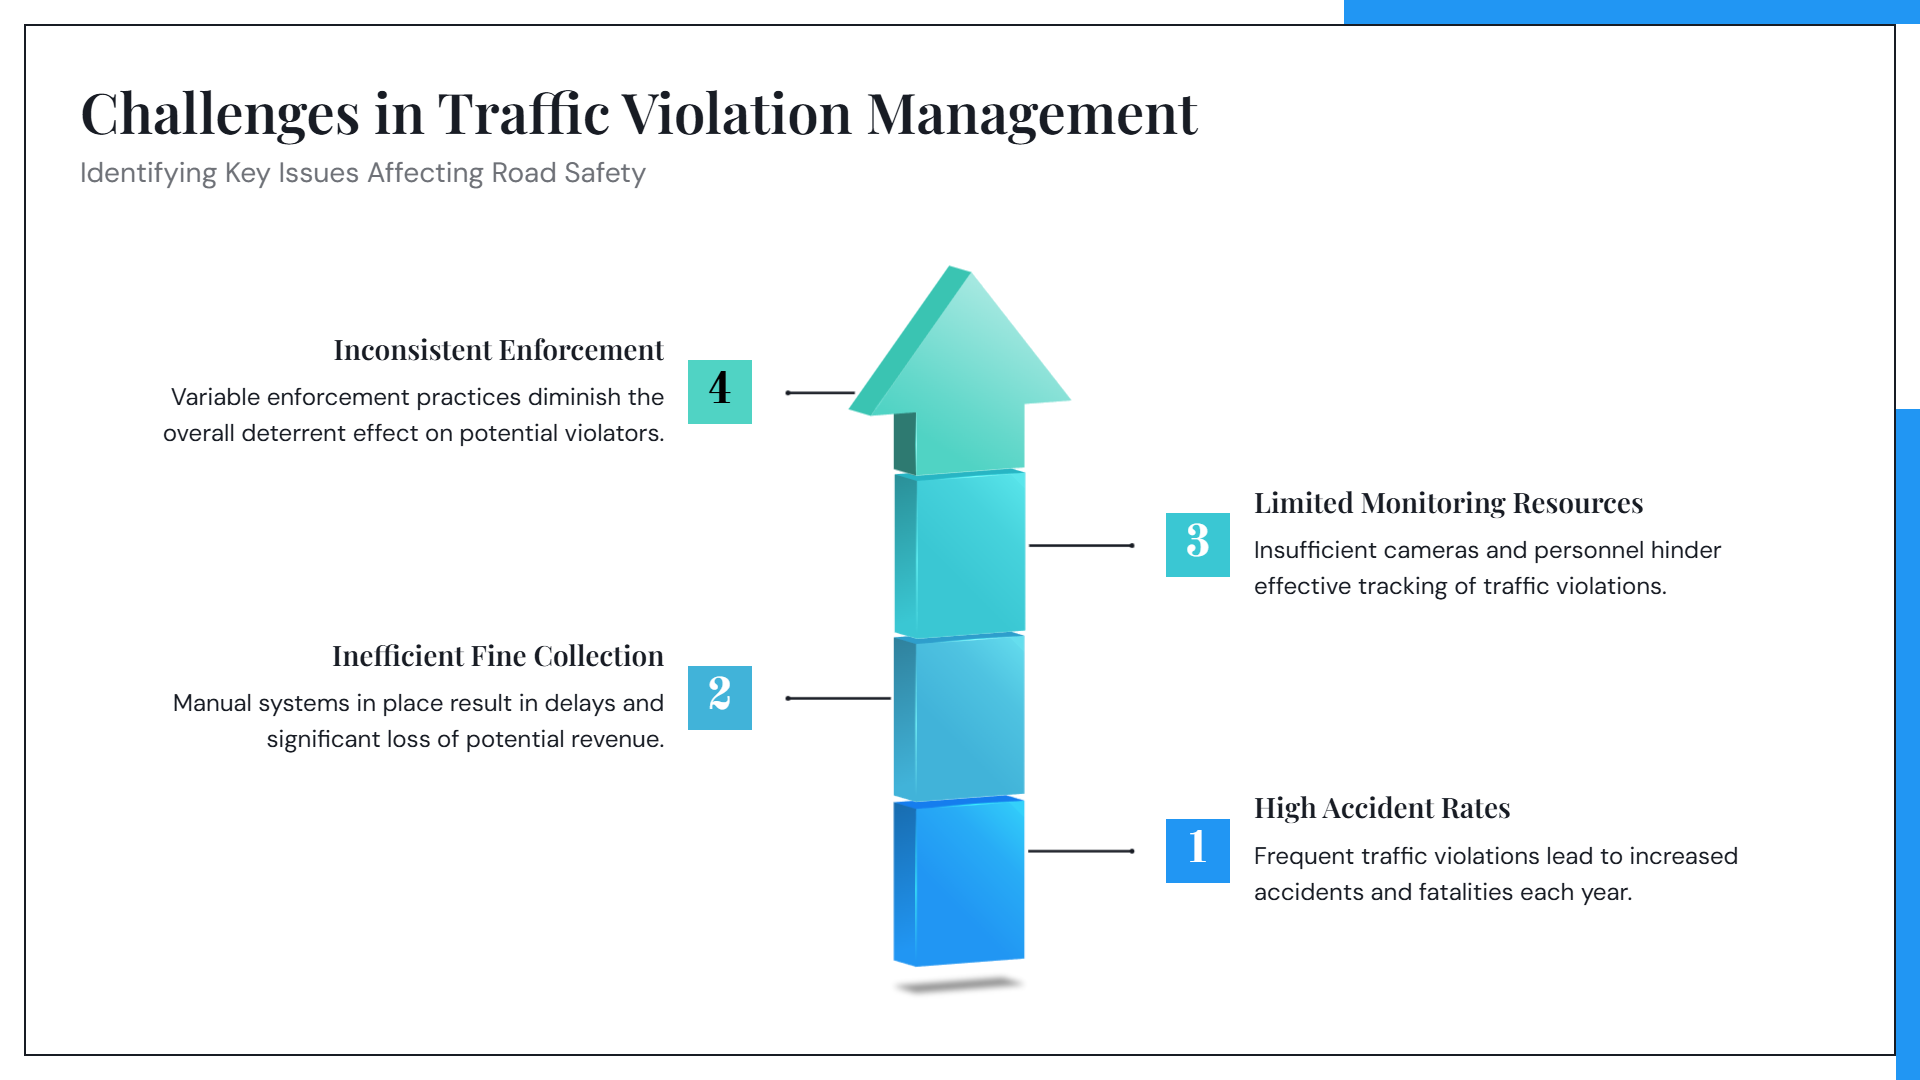 Challenges in Traffic Violation Management
Identifying Key Issues Affecting Road Safety
Inconsistent Enforcement
Variable enforcement practices diminish the
overall deterrent effect on potential violators.
4
Limited Monitoring Resources
3
Insufficient cameras and personnel hinder
effective tracking of traffic violations.
Inefficient Fine Collection
2
Manual systems in place result in delays and
significant loss of potential revenue.
High Accident Rates
1
Frequent traffic violations lead to increased
accidents and fatalities each year.